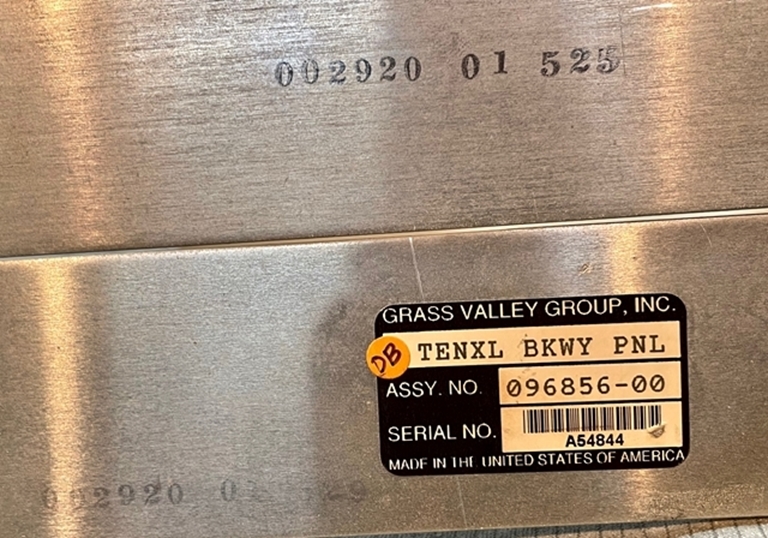 002920 01 525
GRASS VALLEY GROUP, INC.
DB
TENXL BKWY PNL
ASSY. NO. 096856-00
SERIAL NO.
A54844
MADE IN THE UNITED STATES OF AMERICA
002920